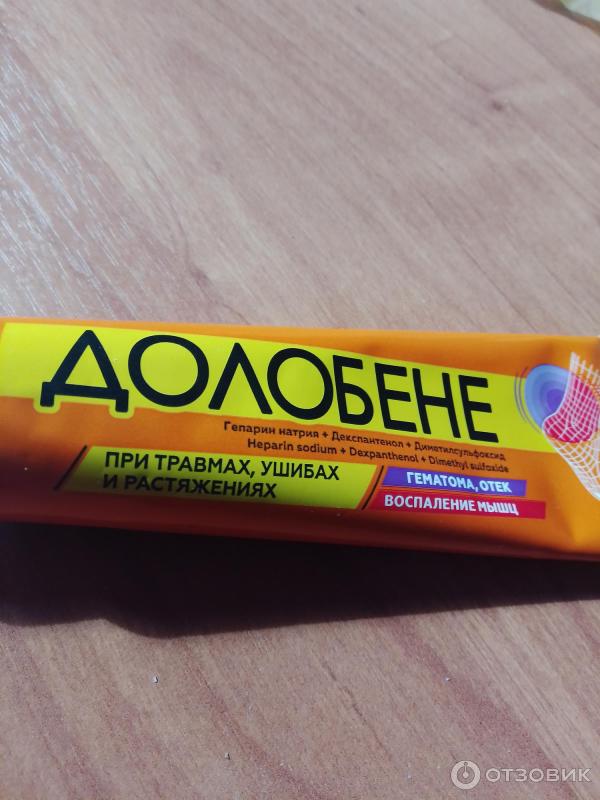 ДОЛОБЕНЕ
Гепарин натрия + Декспантенол + Диметилсульфоксид
Heparin sodium + Dexpanthenol + Dimethyl sulfoxide
ПРИ ТРАВМАХ, УШИБАХ
И РАСТЯЖЕНИЯХ
ГЕМАТОМА, ОТЕК
ВОСПАЛЕНИЕ МЫШЦ
ОТЗОВИК